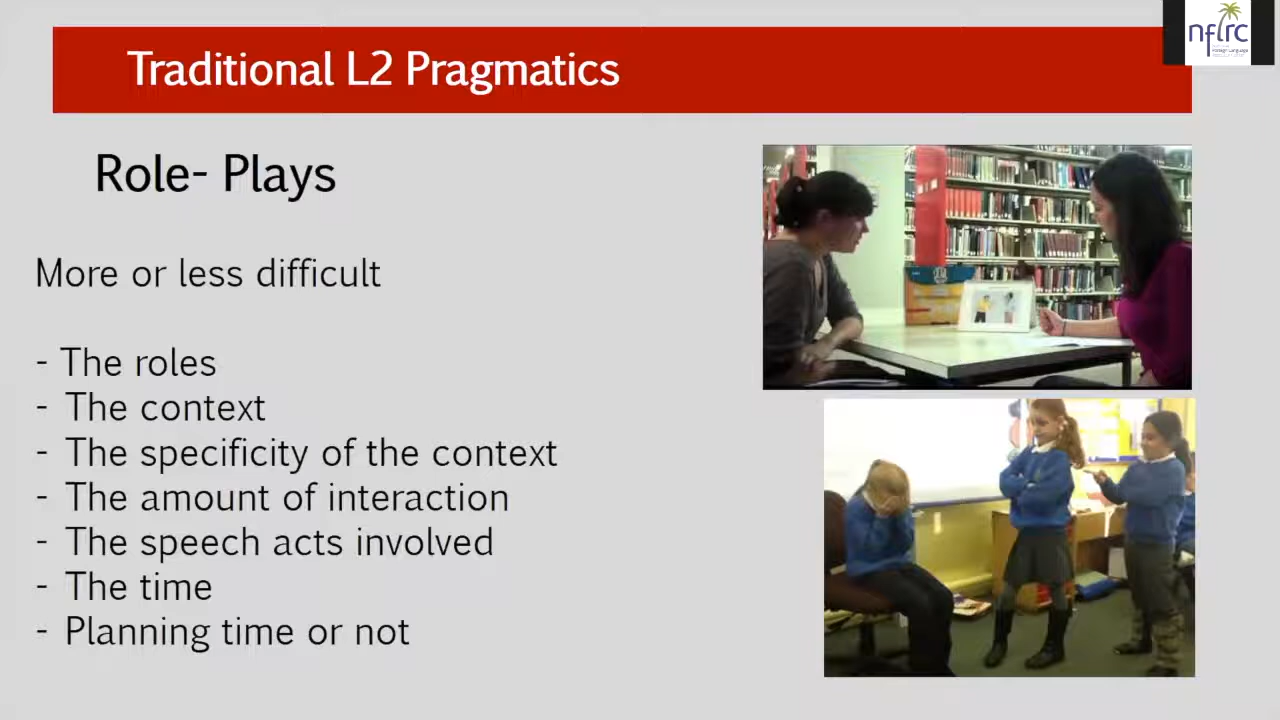 nflrc
Traditional L2 Pragmatics
Role- Plays
More or less difficult
- The roles
- The context
- The specificity of the context
- The amount of interaction
- The speech acts involved
- The time
- Planning time or not